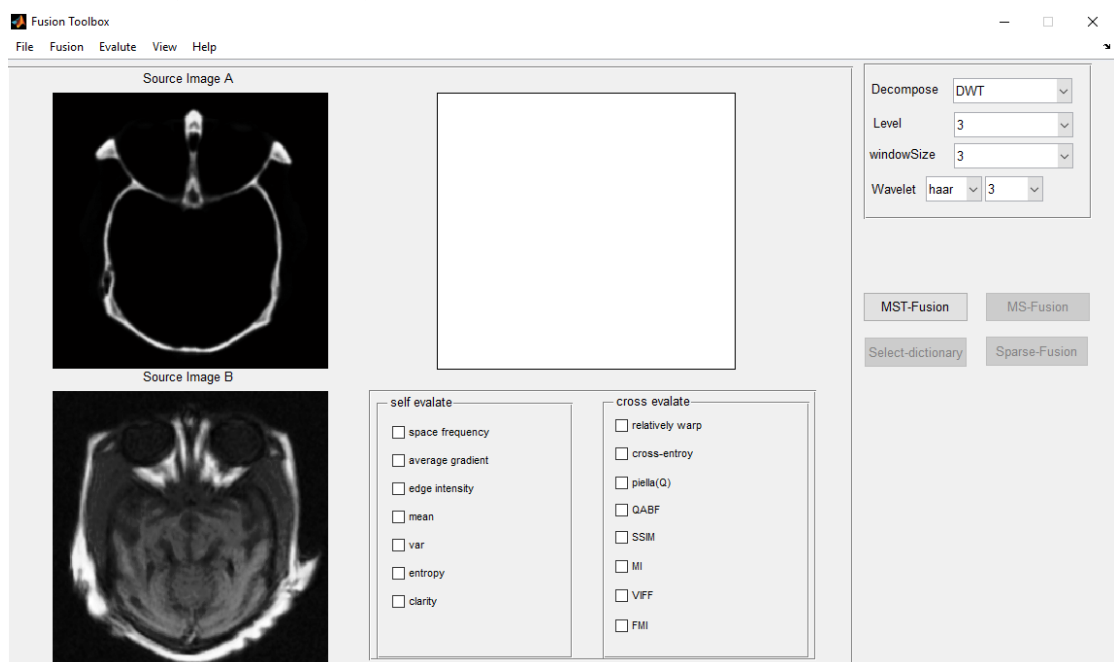 Fusion Toolbox
File Fusion Evalute View Help
Source Image A
Source Image B
self evalate
space frequency
average gradient
edge intensity
mean
var
entropy
clarity
cross evalate
relatively warp
cross-entroy
piella(Q)
QABF
SSIM
MI
VIFF
FMI
Decompose DWT
Level 3
windowSize 3
Wavelet haar 3
MST-Fusion MS-Fusion
Select-dictionary Sparse-Fusion